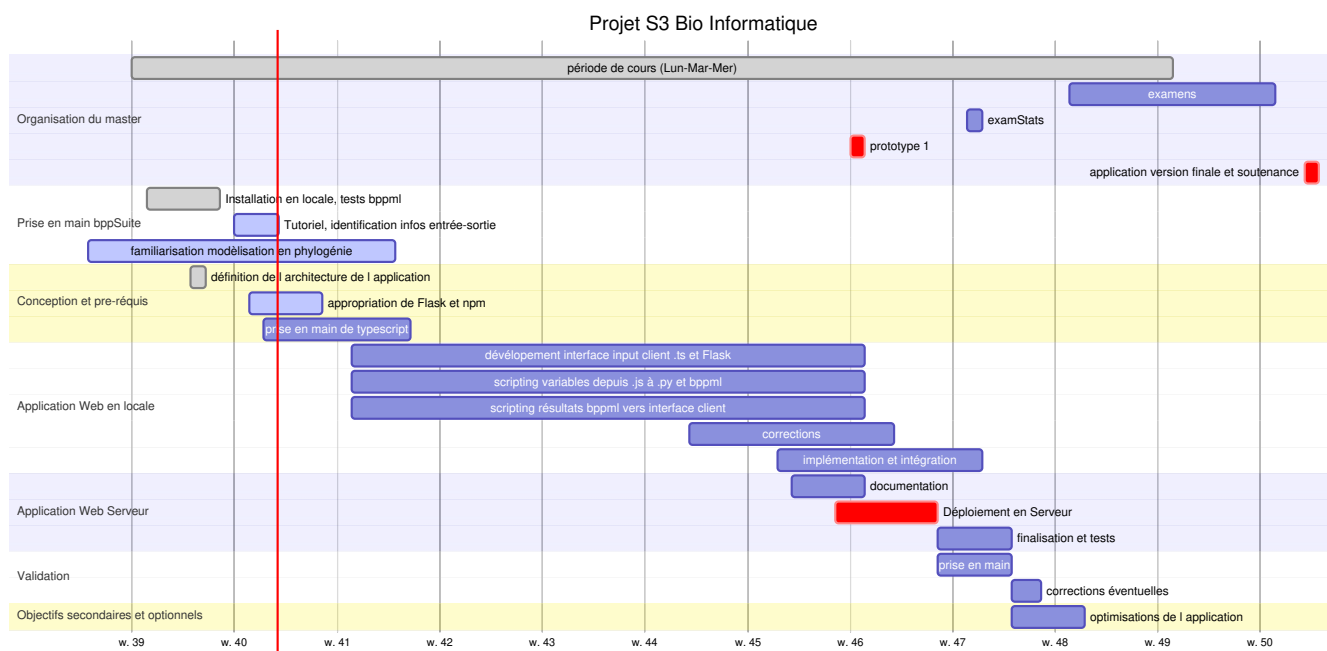 Projet S3 Bio Informatique
période de cours (Lun-Mar-Mer)
examens
Organisation du master
examStats
prototype 1
application version finale et soutenance
Installation en locale, tests bppml
Prise en main bppSuite
Tutoriel, identification infos entrée-sortie
familiarisation modèlisation en phylogénie
définition de l architecture de l application
Conception et pre-réquis
appropriation de Flask et npm
prise en main de typescript
dévélopement interface input client .ts et Flask
scripting variables depuis .js à .py et bppml
Application Web en locale
scripting résultats bppml vers interface client
corrections
implémentation et intégration
documentation
Application Web Serveur
Déploiement en Serveur
finalisation et tests
prise en main
Validation
corrections éventuelles
Objectifs secondaires et optionnels
optimisations de l application
w. 39 w. 40 w. 41 w. 42 w. 43 w. 44 w. 45 w. 46 w. 47 w. 48 w. 49 w. 50